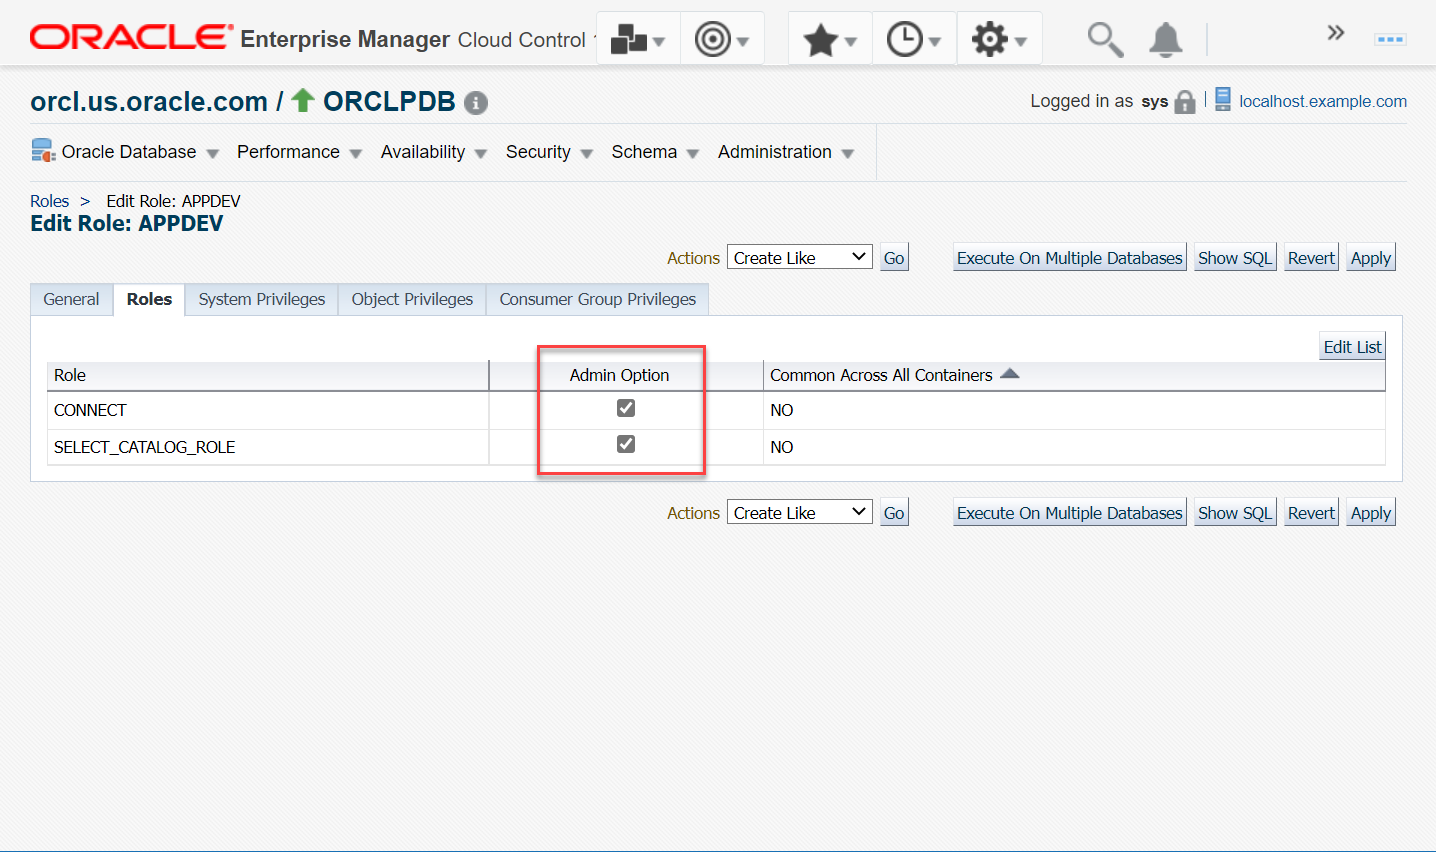 ORACLE Enterprise Manager Cloud Control
orcl.us.oracle.com / ORCLPDB
Logged in as sys
localhost.example.com
Oracle Database Performance Availability Security Schema Administration
Roles > Edit Role: APPDEV
Edit Role: APPDEV
Actions Create Like Go Execute On Multiple Databases Show SQL Revert Apply
General Roles System Privileges Object Privileges Consumer Group Privileges
Edit List
Role Admin Option Common Across All Containers
CONNECT NO
SELECT_CATALOG_ROLE NO
Actions Create Like Go Execute On Multiple Databases Show SQL Revert Apply